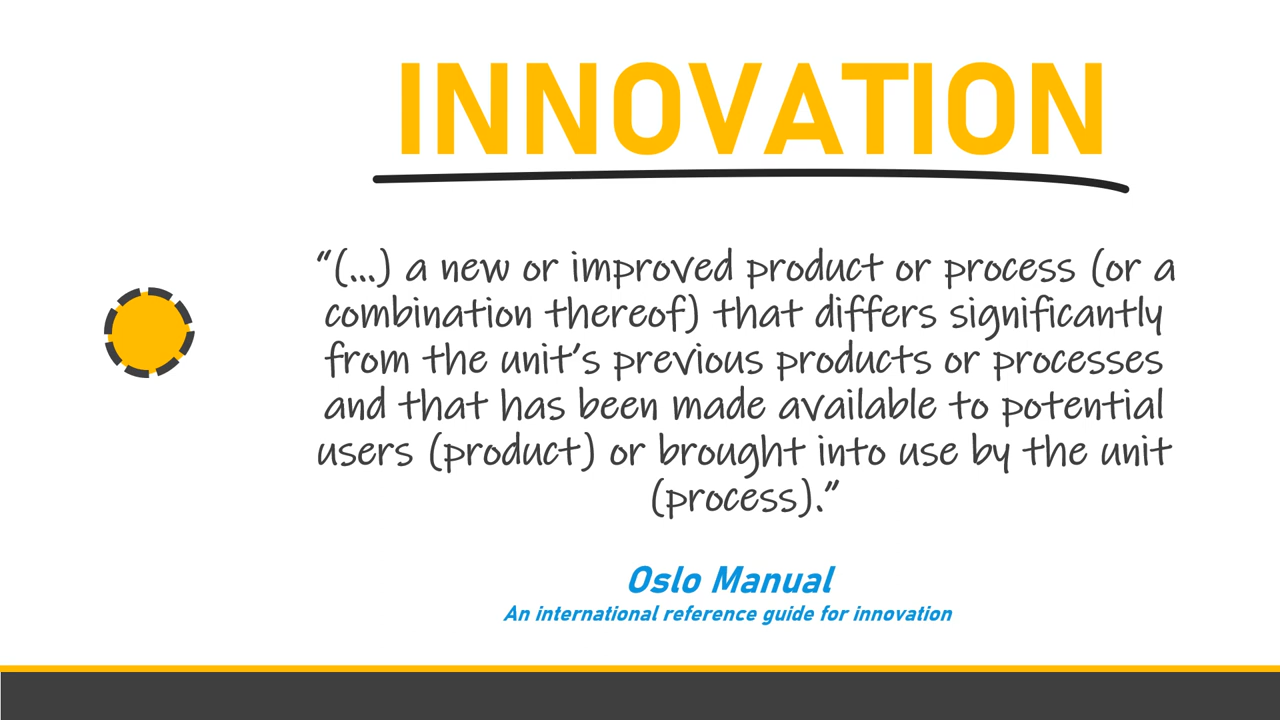 INNOVATION
“(...) a new or improved product or process (or a
combination thereof) that differs significantly
from the unit’s previous products or processes
and that has been made available to potential
users (product) or brought into use by the unit
(process).”
Oslo Manual
An international reference guide for innovation